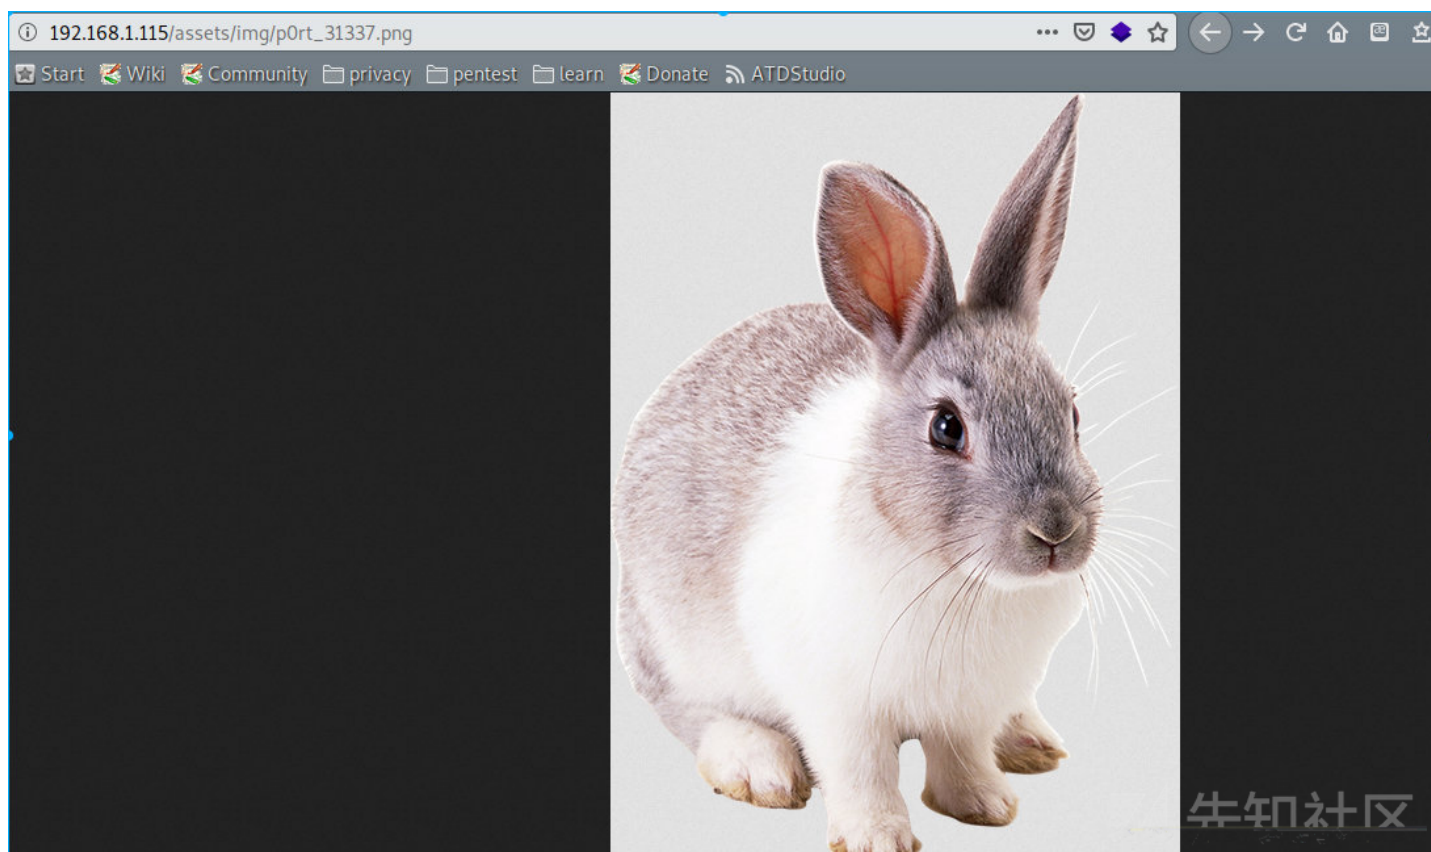 192.168.1.115/assets/img/p0rt_31337.png
Start Wiki Community privacy pentest learn Donate ATDStudio
先知社区